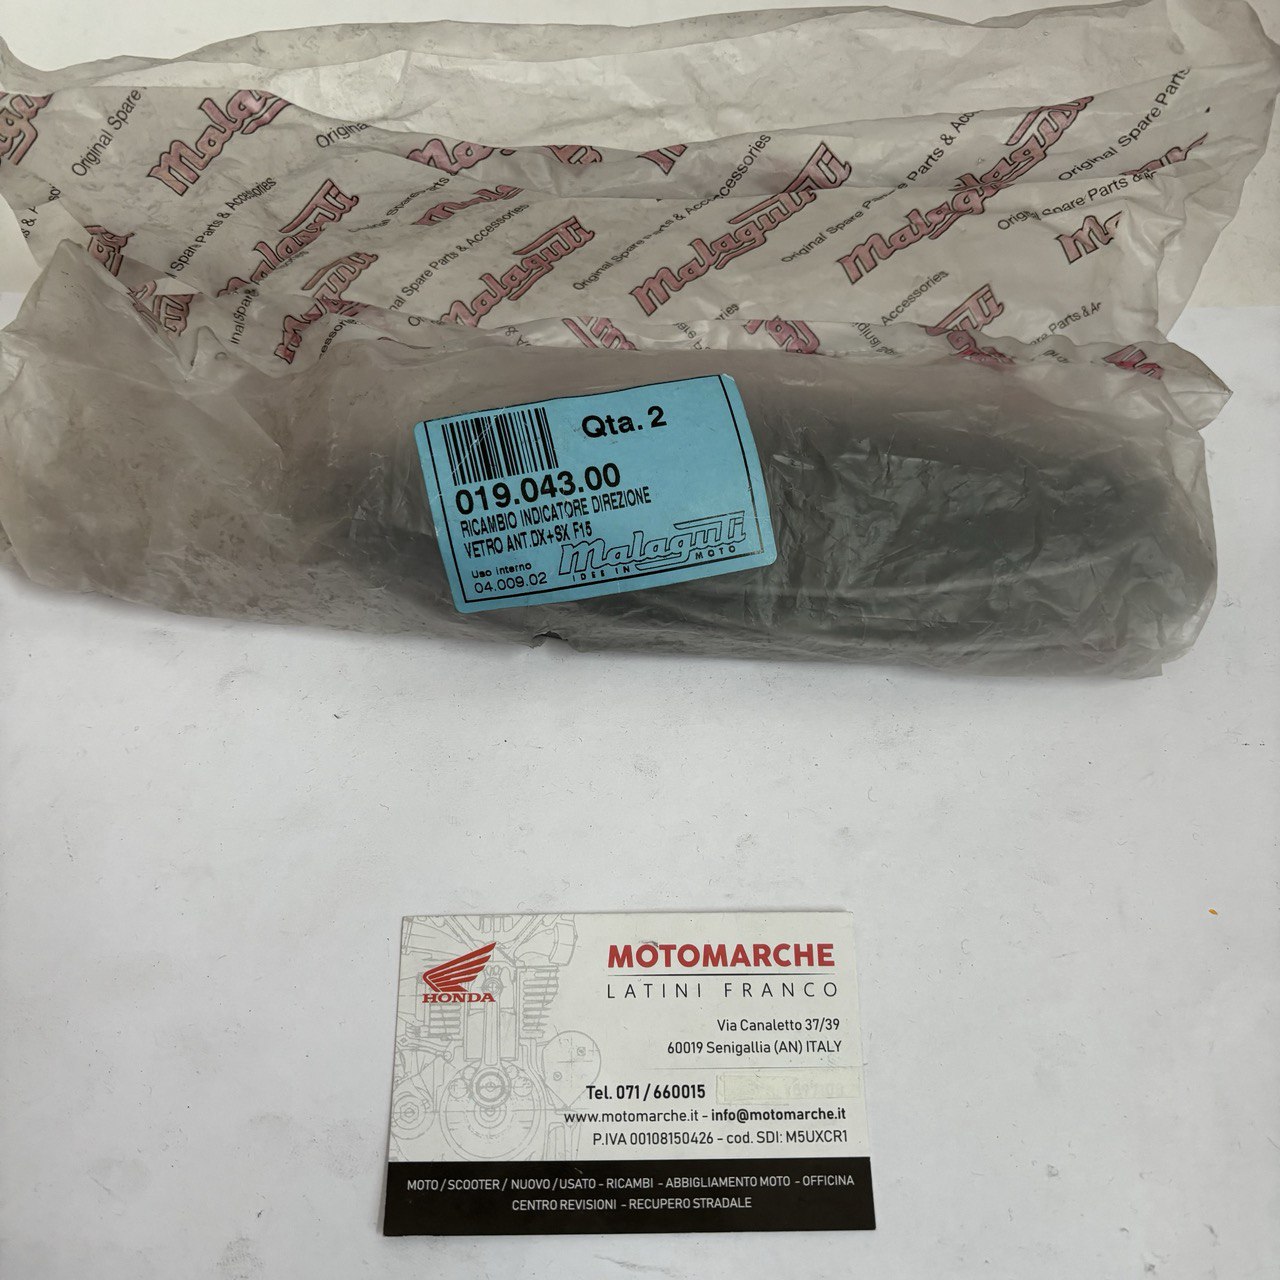 Malaguti
Original Spare Parts & Accessories
Qta. 2
019.043.00
RICAMBIO INDICATORE DIREZIONE
VETRO ANT.DX+SX F15
Malaguti
IDEE IN MOTO
Uso Interno
04.009.02
HONDA
MOTOMARCHE
LATINI FRANCO
Via Canaletto 37/39
60019 Senigallia (AN) ITALY
Tel. 071 / 660015
www.motomarche.it - info@motomarche.it
P.IVA 00108150426 - cod. SDI: M5UXCR1
MOTO / SCOOTER / NUOVO / USATO - RICAMBI - ABBIGLIAMENTO MOTO - OFFICINA
CENTRO REVISIONI - RECUPERO STRADALE